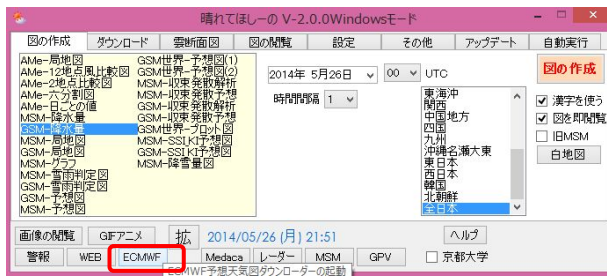 晴れてほしーの V-2.0.0Windowsモード
図の作成 ダウンロード 雲断面図 図の閲覧 設定 その他 アップデート 自動実行
AMe-局地図
AMe-12地点風比較図
AMe-2地点比較図
AMe-六分割図
AMe-日ごとの値
MSM-降水量
GSM-降水量
MSM-局地図
GSM-局地図
MSM-グラフ
MSM-雪雨判定図
GSM-雪雨判定図
GSM-予想図
MSM-予想図
GSM世界-予想図(1)
GSM世界-予想図(2)
MSM-収束発散解析
MSM-収束発散予想
GSM-収束発散解析
GSM-収束発散予想
GSM世界-プロット図
GSM-SSI,KI予想図
MSM-SSI,KI予想図
MSM-降雪量図
2014年 5月26日 00 UTC
時間間隔 1
東海沖
関西
中国地方
四国
九州
沖縄名瀬大東
東日本
西日本
韓国
北朝鮮
全日本
図の作成
漢字を使う
図を即閲覧
旧MSM
白地図
画像の閲覧 GIFアニメ 拡 2014/05/26 (月) 21:51 ヘルプ
警報 WEB ECMWF Medaca レーダー MSM GPV 京都大学
ECMWF予想天気図ダウンローダーの起動